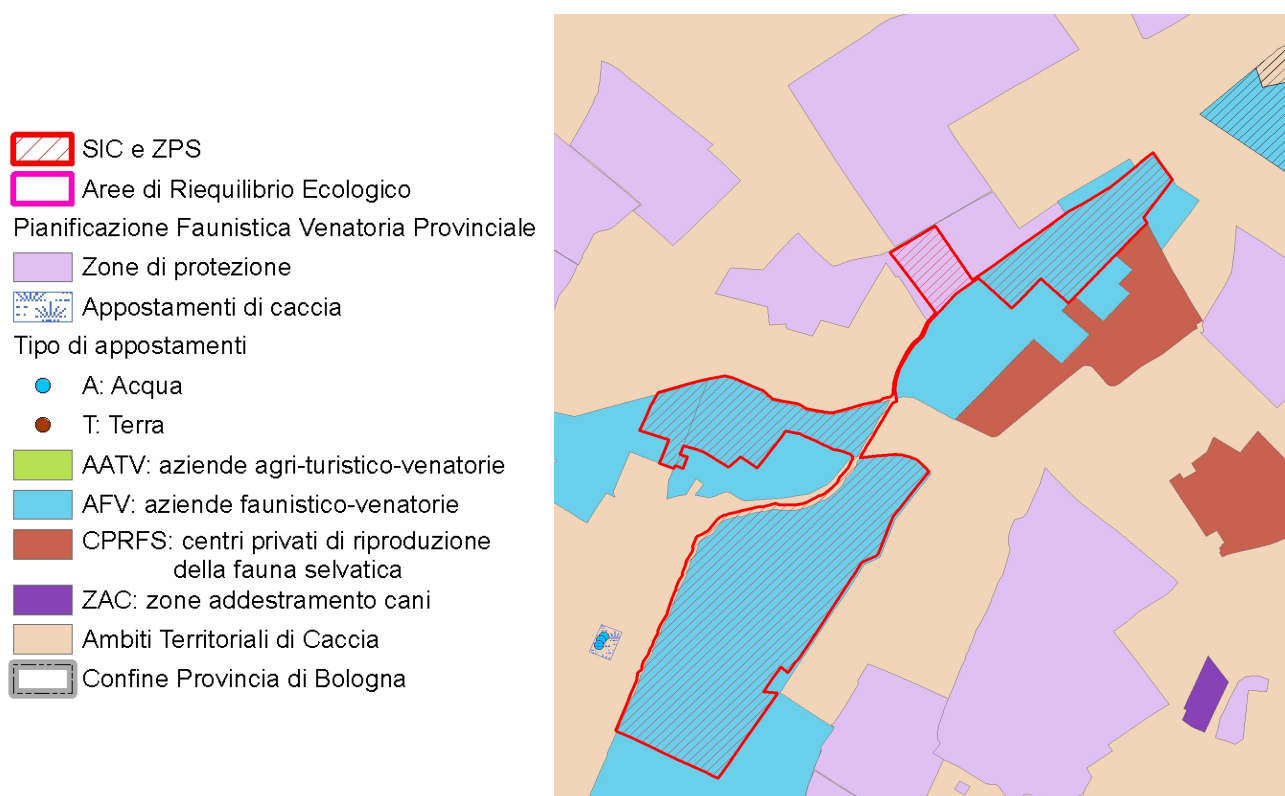 SIC e ZPS
Aree di Riequilibrio Ecologico
Pianificazione Faunistica Venatoria Provinciale
Zone di protezione
Appostamenti di caccia
Tipo di appostamenti
A: Acqua
T: Terra
AATV: aziende agri-turistico-venatorie
AFV: aziende faunistico-venatorie
CPRFS: centri privati di riproduzione
della fauna selvatica
ZAC: zone addestramento cani
Ambiti Territoriali di Caccia
Confine Provincia di Bologna